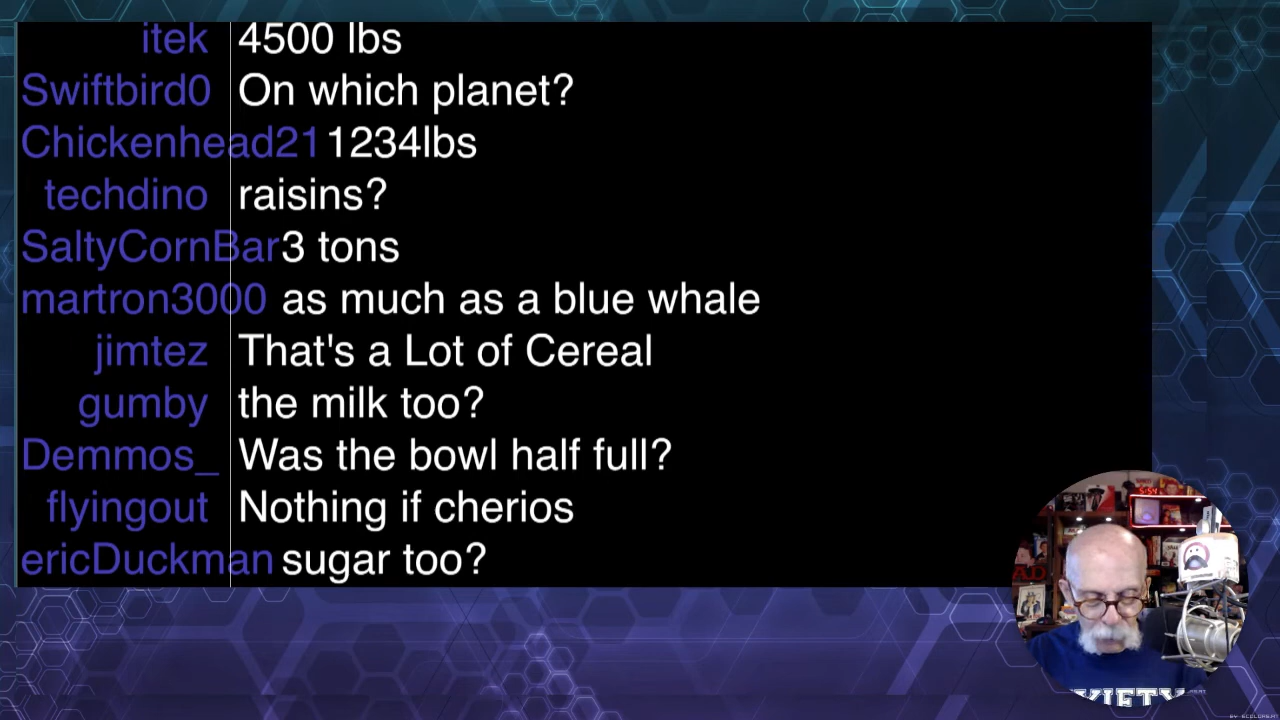 itek 4500 lbs
Swiftbird0 On which planet?
Chickenhead21 1234lbs
techdino raisins?
SaltyCornBar 3 tons
martron3000 as much as a blue whale
jimtez That's a Lot of Cereal
gumby the milk too?
Demmos_ Was the bowl half full?
flyingout Nothing if cherios
ericDuckman sugar too?
5:54